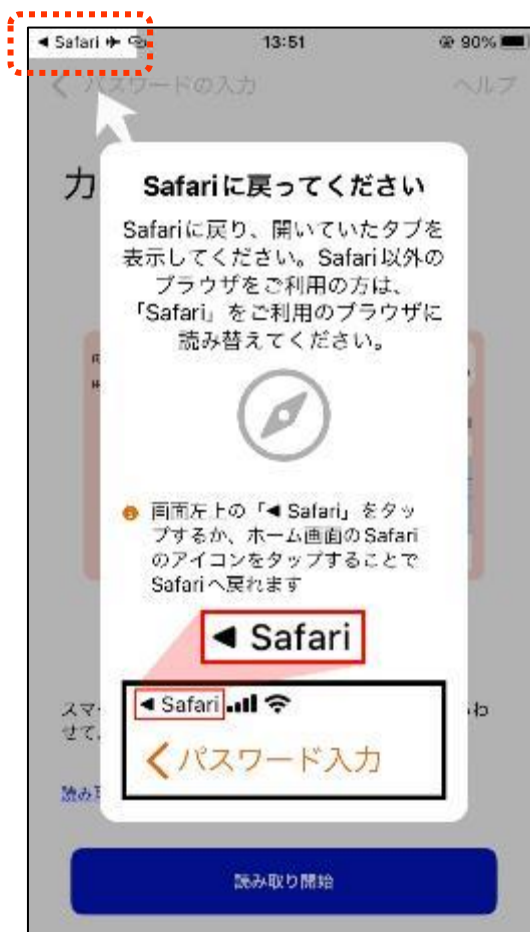 ◀ Safari
13:51
90%
パスワードの入力
ヘルプ
力
Safariに戻ってください
Safariに戻り、開いていたタブを
表示してください。Safari以外の
ブラウザをご利用の方は、
「Safari」をご利用のブラウザに
読み替えてください。
画面左上の「◀ Safari」をタッ
プするか、ホーム画面のSafari
のアイコンをタップすることで
Safariへ戻れます
◀ Safari
◀ Safari
パスワード入力
スマ
わ
せて
読み
読み取り開始